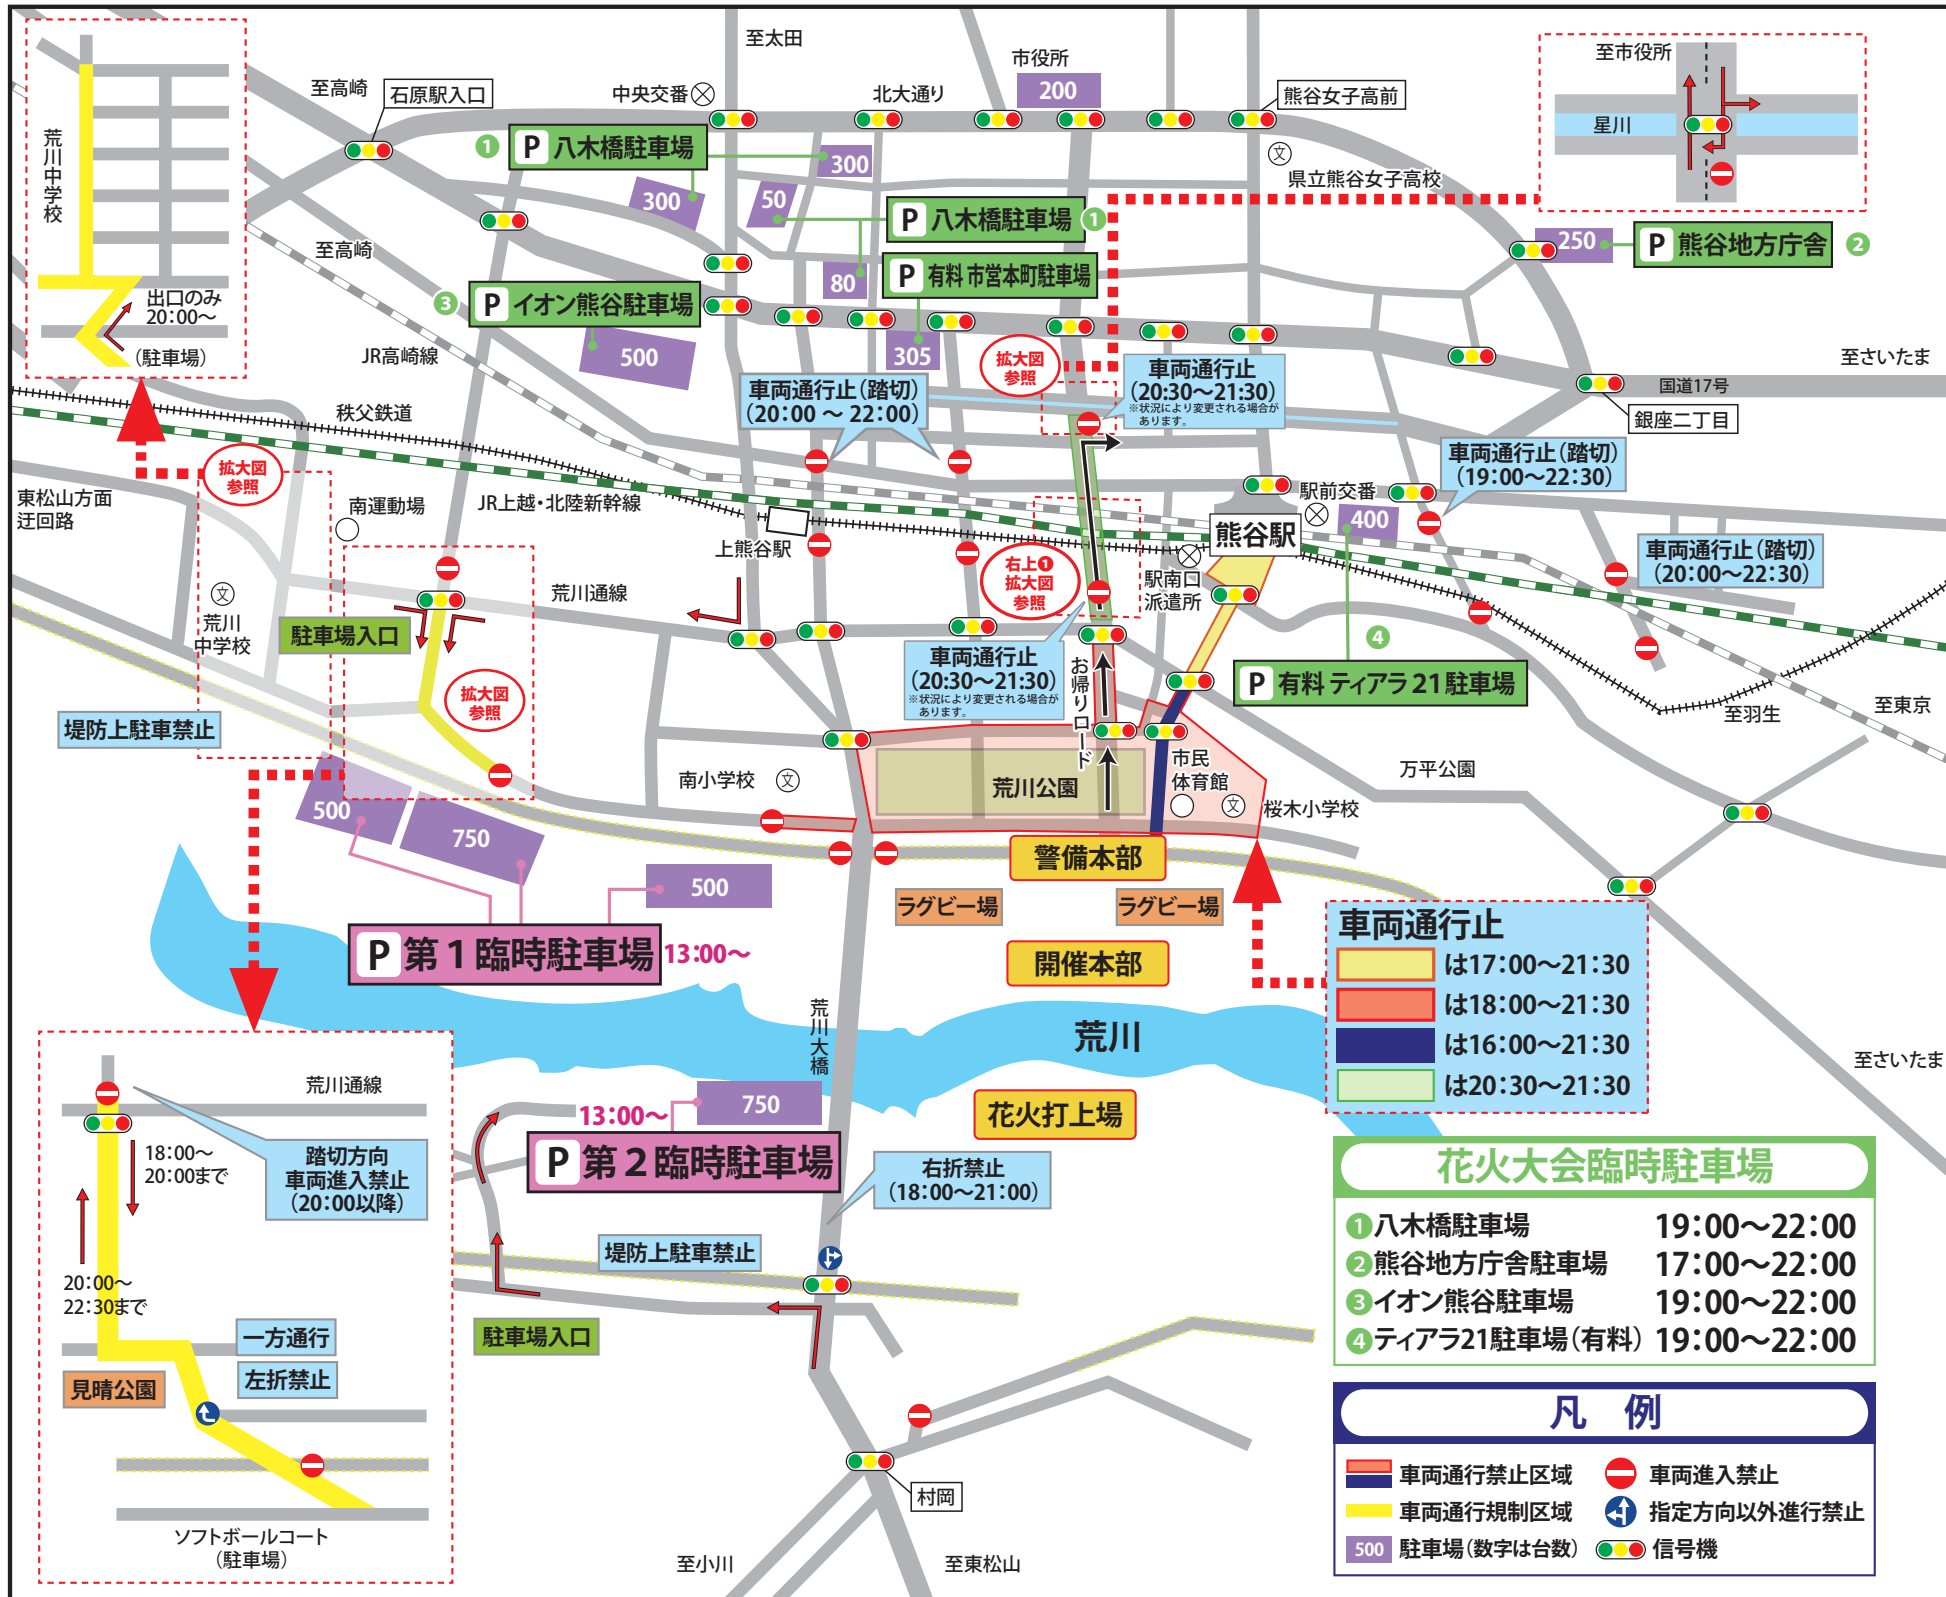 至太田
市役所
200
至市役所
星川
至高崎
石原駅入口
中央交番
北大通り
熊谷女子高前
荒川中学校
1
P 八木橋駐車場
300
文
県立熊谷女子高校
300
50
P 八木橋駐車場
1
250
P 熊谷地方庁舎
2
至高崎
80
P 有料 市営本町駐車場
出口のみ
20:00～
(駐車場)
3
P イオン熊谷駐車場
500
305
JR高崎線
拡大図
参照
車両通行止
(20:30～21:30)
※状況により変更される場合が
あります。
至さいたま
国道17号
銀座二丁目
車両通行止(踏切)
(20:00 ～ 22:00)
秩父鉄道
車両通行止(踏切)
(19:00～22:30)
拡大図
参照
東松山方面
迂回路
南運動場
JR上越・北陸新幹線
駅前交番
400
上熊谷駅
熊谷駅
右上1
拡大図
参照
駅南口
派遣所
車両通行止(踏切)
(20:00～22:30)
荒川通線
文
荒川
中学校
駐車場入口
4
車両通行止
(20:30～21:30)
※状況により変更される場合が
あります。
お帰りロード
P 有料 ティアラ21駐車場
拡大図
参照
堤防上駐車禁止
至羽生
至東京
南小学校
文
荒川公園
市民
体育館
文
桜木小学校
万平公園
500
750
500
警備本部
ラグビー場
ラグビー場
P 第1臨時駐車場
13:00～
開催本部
車両通行止
は17:00～21:30
は18:00～21:30
は16:00～21:30
は20:30～21:30
荒川大橋
荒川
至さいたま
荒川通線
18:00～
20:00まで
踏切方向
車両進入禁止
(20:00以降)
20:00～
22:30まで
一方通行
左折禁止
見晴公園
ソフトボールコート
(駐車場)
13:00～
750
P 第2臨時駐車場
花火打上場
右折禁止
(18:00～21:00)
堤防上駐車禁止
駐車場入口
村岡
至小川
至東松山
花火大会臨時駐車場
1八木橋駐車場 19:00～22:00
2熊谷地方庁舎駐車場 17:00～22:00
3イオン熊谷駐車場 19:00～22:00
4ティアラ21駐車場(有料) 19:00～22:00
凡 例
車両通行禁止区域
車両進入禁止
車両通行規制区域
指定方向以外進行禁止
500 駐車場(数字は台数)
信号機